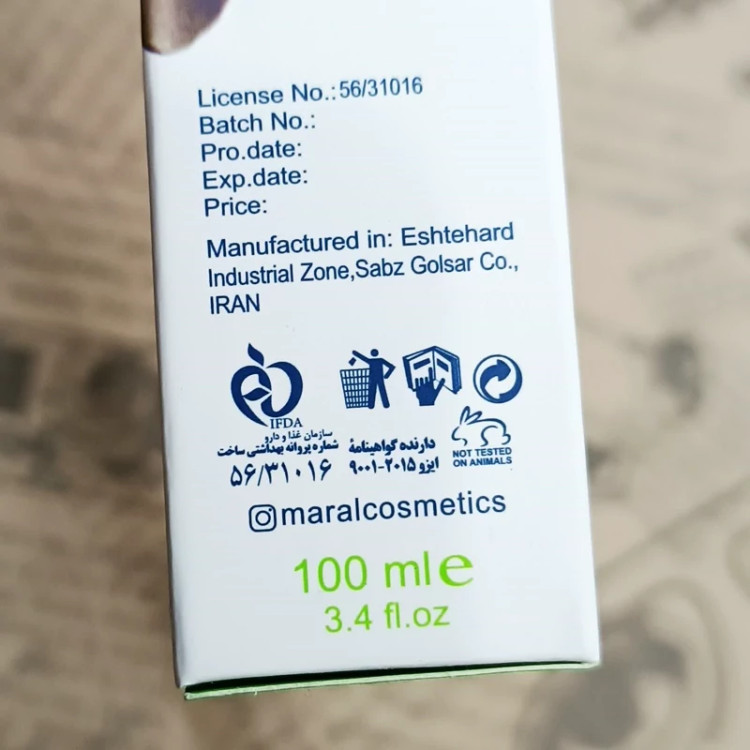 License No.:56/31016
Batch No.:
Pro.date:
Exp.date:
Price:
Manufactured in: Eshtehard
Industrial Zone,Sabz Golsar Co.,
IRAN
IFDA
سازمان غذا و دارو
شماره پروانه بهداشتی ساخت
۵۶/۳۱۰۱۶
دارنده گواهینامهٔ
ایزو ۲۰۱۵-۹۰۰۱
NOT TESTED
ON ANIMALS
maralcosmetics
100 ml e
3.4 fl.oz